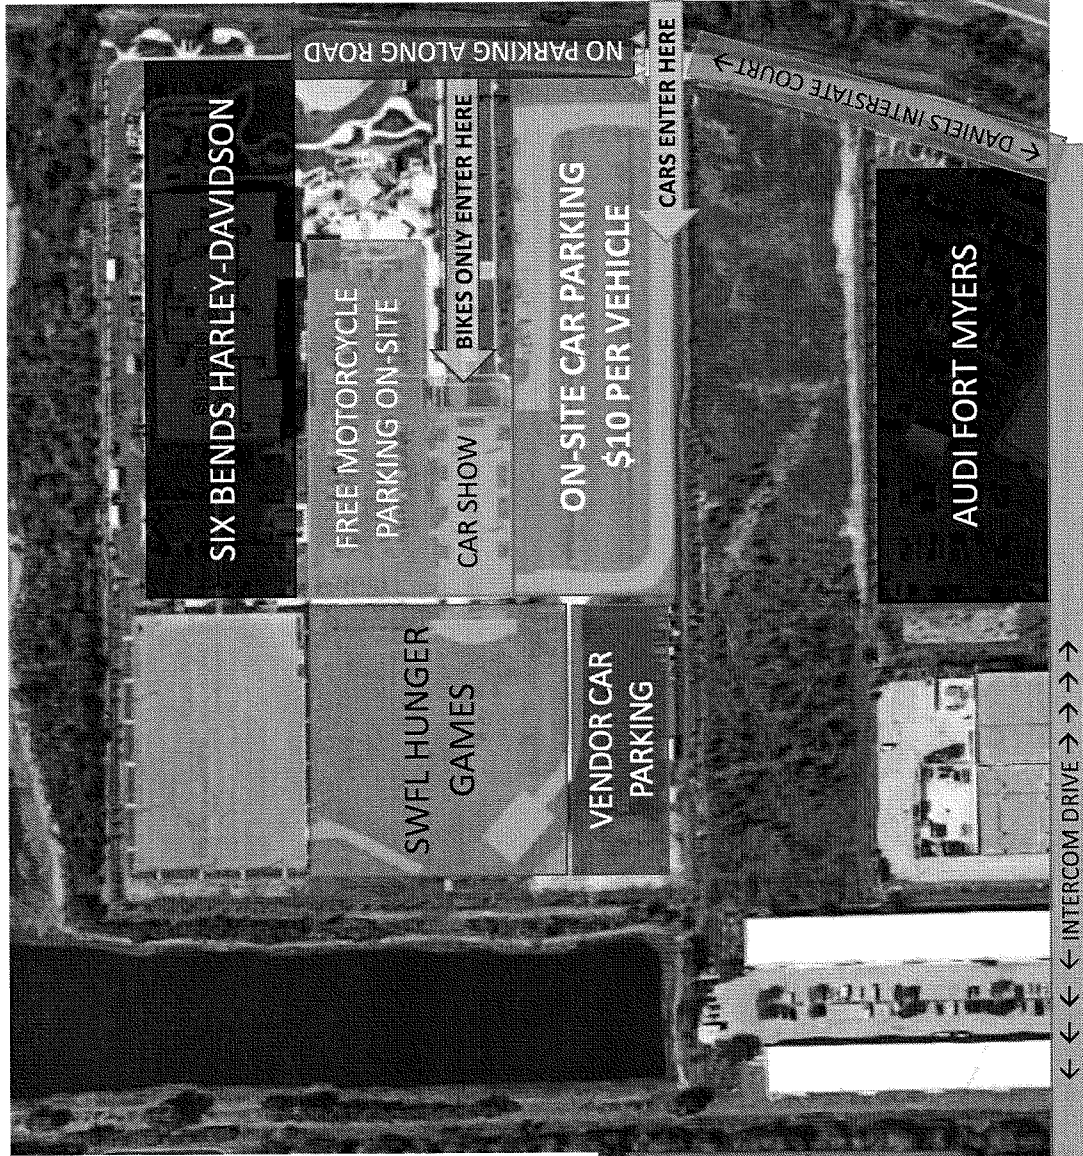 NO PARKING ALONG ROAD
CARS ENTER HERE
DANIELS INTERSTATE COURT →
←
SIX BENDS HARLEY-DAVIDSON
FREE MOTORCYCLE
PARKING ON-SITE
BIKES ONLY ENTER HERE
CAR SHOW
ON-SITE CAR PARKING
$10 PER VEHICLE
AUDI FORT MYERS
SWFL HUNGER
GAMES
VENDOR CAR
PARKING
← ← ← ← INTERCOM DRIVE → → → →